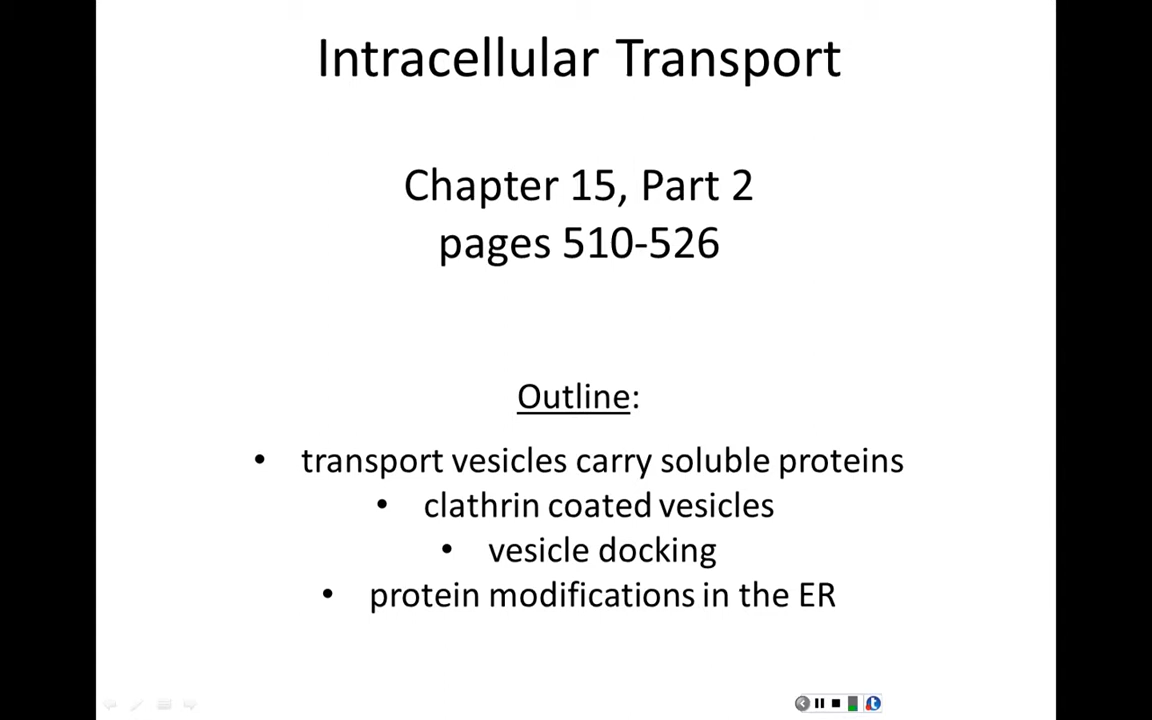 Intracellular Transport
Chapter 15, Part 2
pages 510-526
Outline:
• transport vesicles carry soluble proteins
• clathrin coated vesicles
• vesicle docking
• protein modifications in the ER